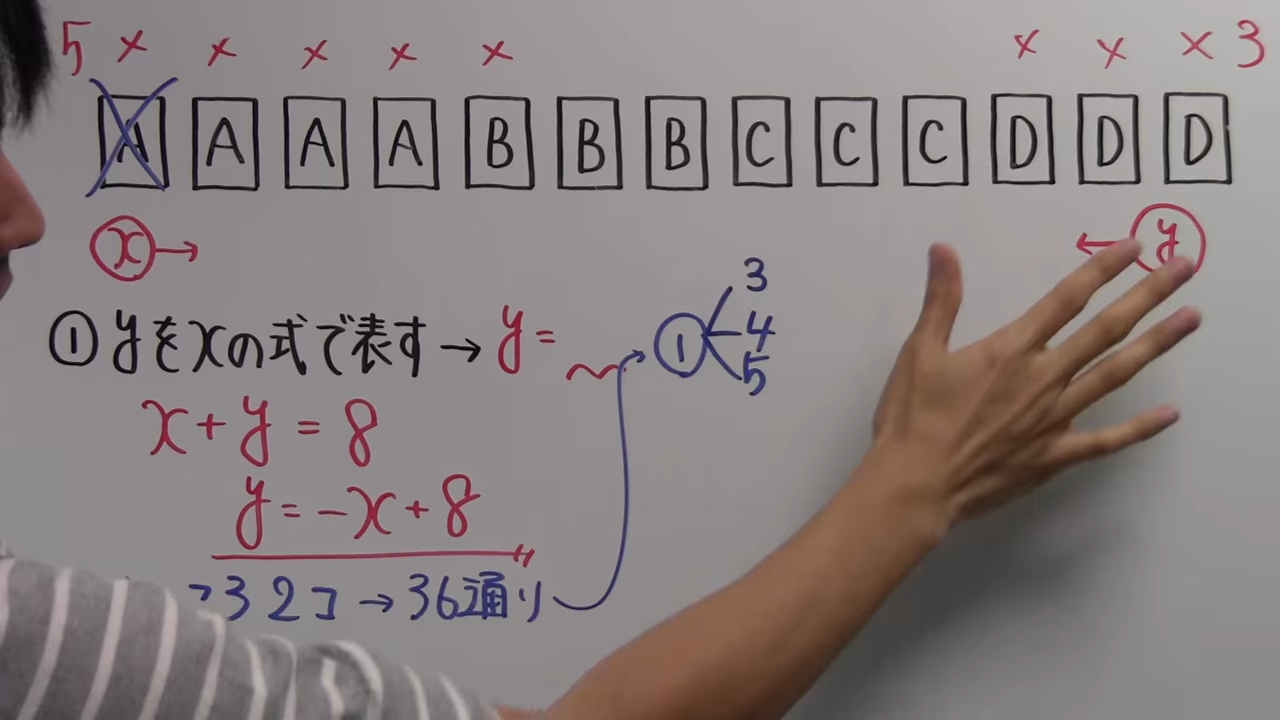 5 × × × × × × × × 3
A A A A B B B C C C D D D
x → ← y
① yをxの式で表す → y=
① 3
4
5
x + y = 8
y = -x + 8
32コ → 36通り